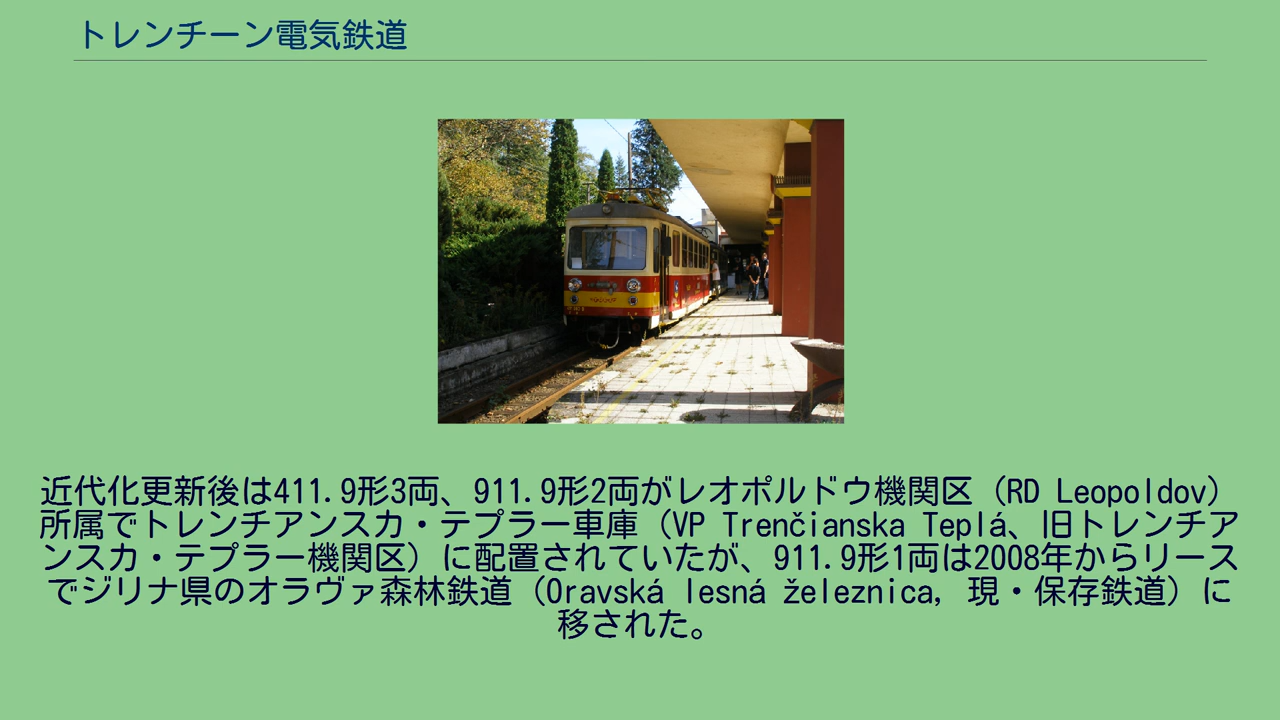 トレンチーン電気鉄道
近代化更新後は411.9形3両、911.9形2両がレオポルドウ機関区（RD Leopoldov）
所属でトレンチアンスカ・テプラー車庫（VP Trenčianska Teplá、旧トレンチア
ンスカ・テプラー機関区）に配置されていたが、911.9形1両は2008年からリース
でジリナ県のオラヴァ森林鉄道（Oravská lesná železnica, 現・保存鉄道）に
移された。